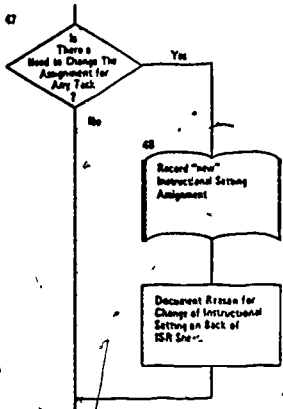 47
Is
There a
Need to Change The
Assignment for
Any Task
?
Yes
No
48
Record "new"
Instructional Setting
Assignment
Document Reason for
Change of Instructional
Setting on Back of
ISR Sheet.